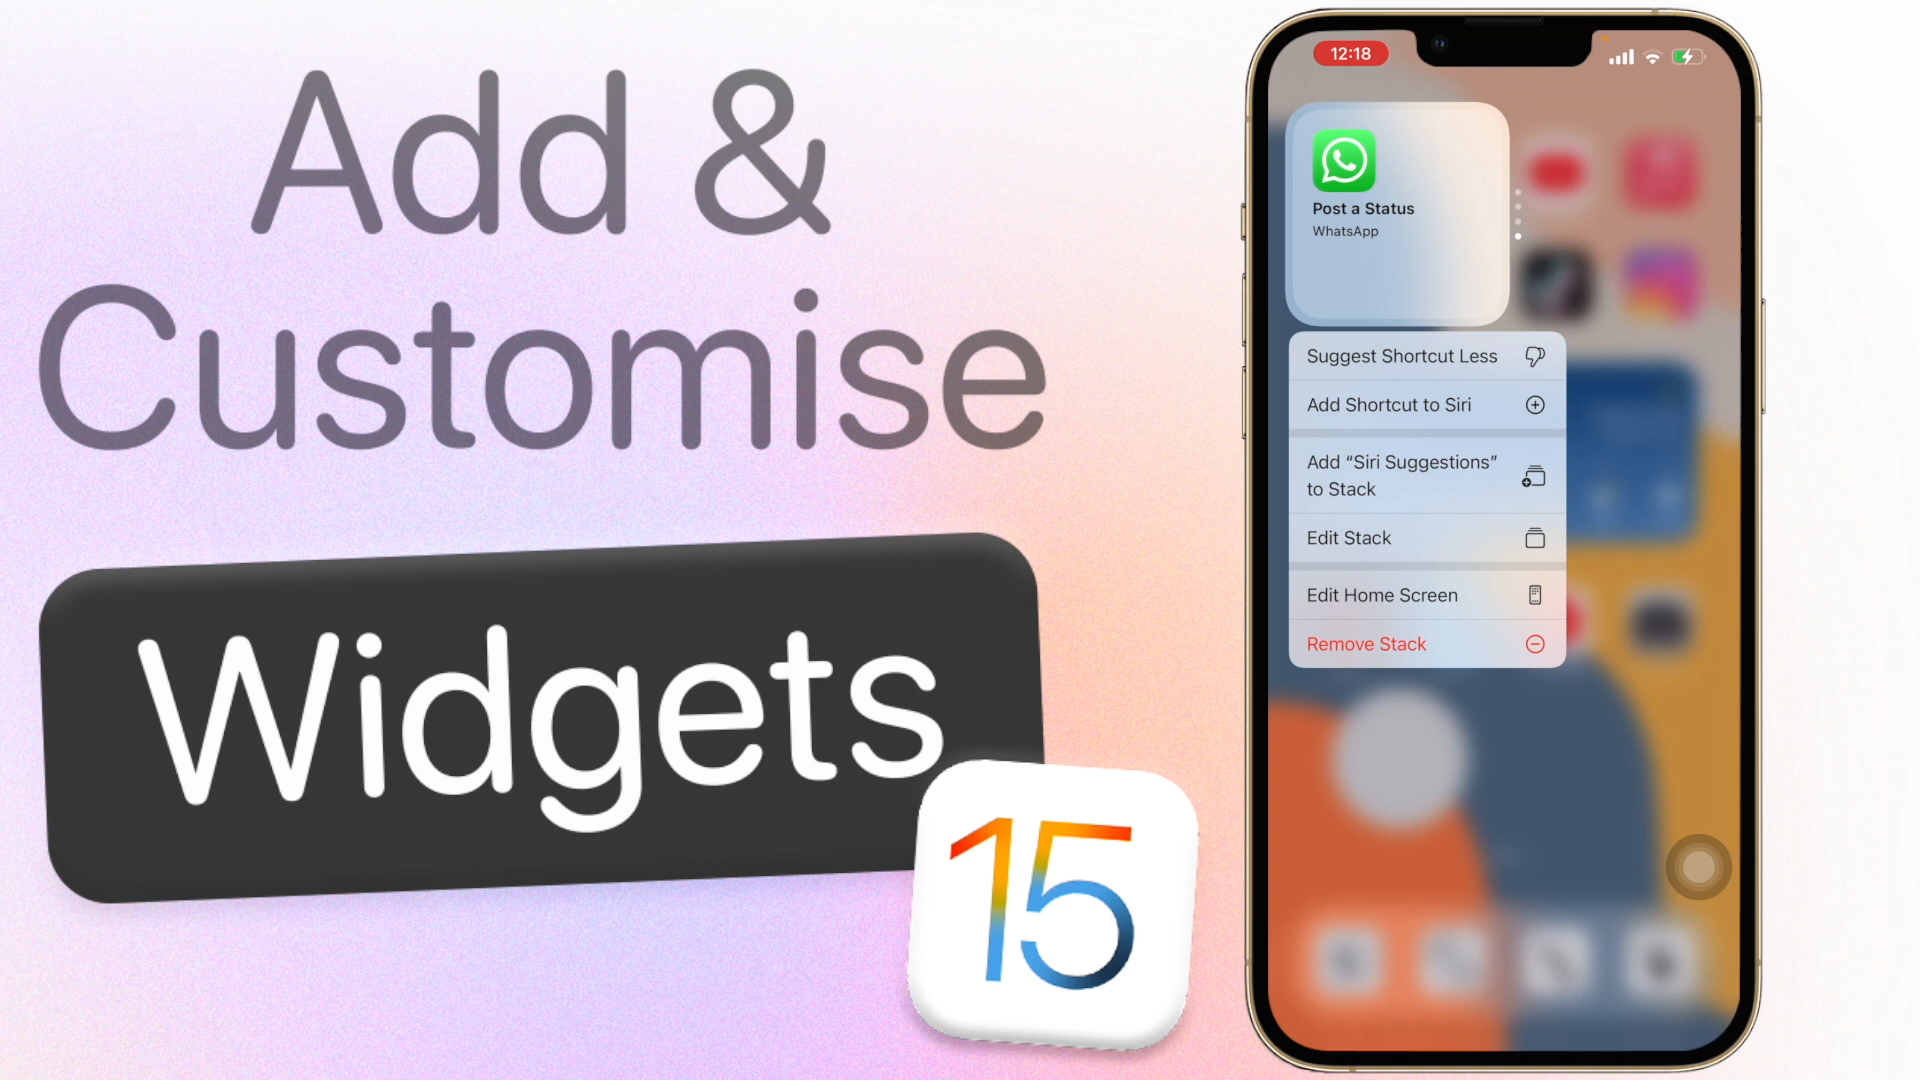 Add &
Customise
Widgets
15
12:18
Post a Status
WhatsApp
Suggest Shortcut Less
Add Shortcut to Siri
Add “Siri Suggestions”
to Stack
Edit Stack
Edit Home Screen
Remove Stack